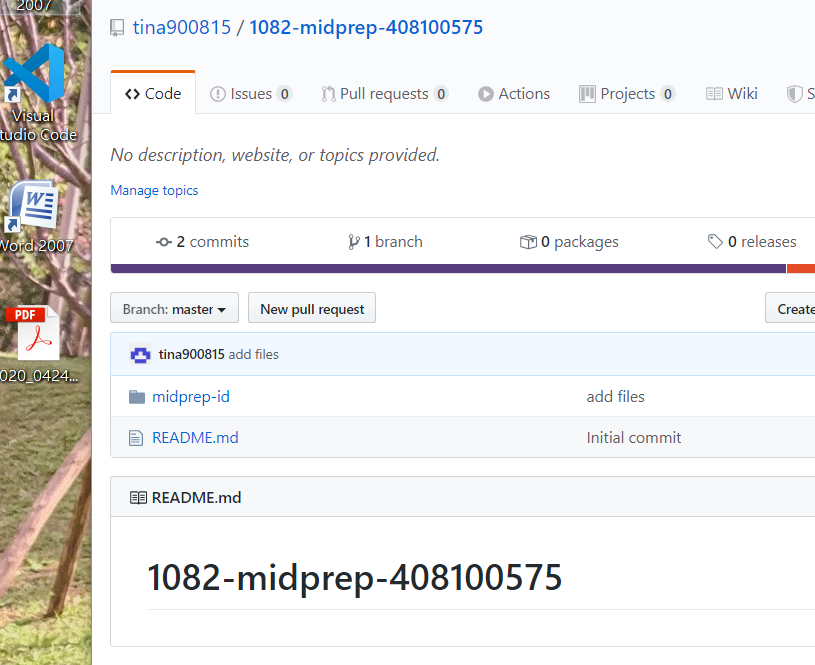 2007
Visual
tudio Code
Word 2007
PDF
020_0424...
tina900815 / 1082-midprep-408100575
Code Issues 0 Pull requests 0 Actions Projects 0 Wiki S
No description, website, or topics provided.
Manage topics
2 commits 1 branch 0 packages 0 releases
Branch: master New pull request Create
tina900815 add files
midprep-id add files
README.md Initial commit
README.md
1082-midprep-408100575